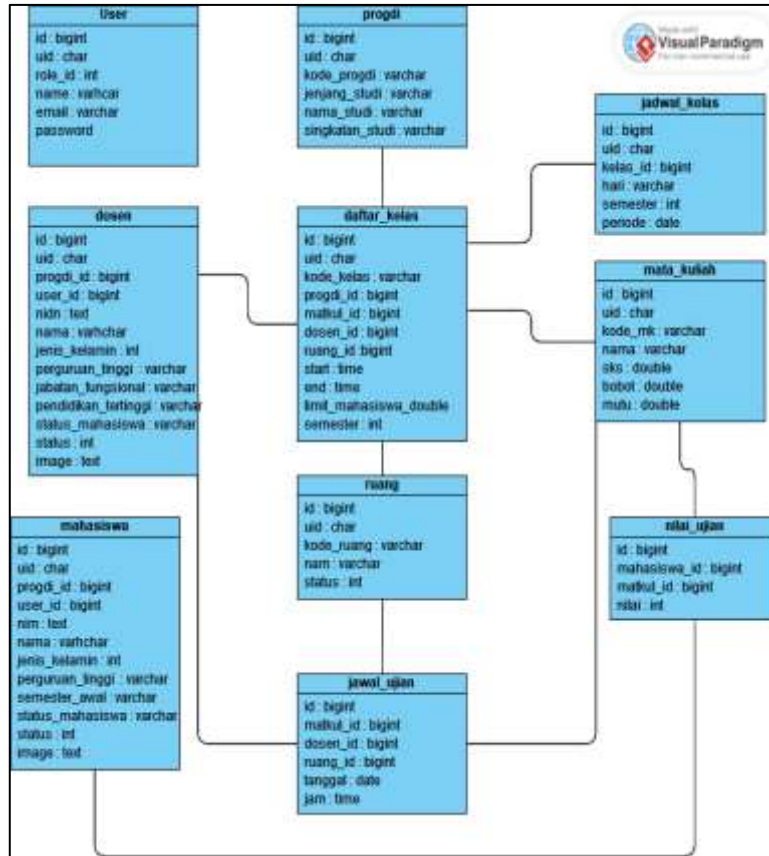 User
id : bigint
uid : char
role_id : int
name : varhcar
email : varchar
password
progdi
id : bigint
uid : char
kode_progdi : varchar
jenjang_studi : varchar
nama_studi : varchar
singkatan_studi : varchar
Made with
VisualParadigm
For non-commercial use
jadwal_kelas
id : bigint
uid : char
kelas_id : bigint
hari : varchar
semester : int
periode : date
dosen
id : bigint
uid : char
progdi_id : bigint
user_id : bigint
nidn : text
nama : varhchar
jenis_kelamin : int
perguruan_tinggi : varchar
jabatan_fungsional : varchar
pendidikan_tertinggi : varchar
status_mahasiswa : varchar
status : int
image : text
daftar_kelas
id : bigint
uid : char
kode_kelas : varchar
progdi_id : bigint
matkul_id : bigint
dosen_id : bigint
ruang_id : bigint
start : time
end : time
limit_mahasiswa_double
semester : int
mata_kuliah
id : bigint
uid : char
kode_mk : varchar
nama : varchar
sks : double
bobot : double
mutu : double
ruang
id : bigint
uid : char
kode_ruang : varchar
nam : varchar
status : int
mahasiswa
id : bigint
uid : char
progdi_id : bigint
user_id : bigint
nim : text
nama : varhchar
jenis_kelamin : int
perguruan_tinggi : varchar
semester_awal : varchar
status_mahasiswa : varchar
status : int
image : text
nilai_ujian
id : bigint
mahasiswa_id : bigint
matkul_id : bigint
nilai : int
jawal_ujian
id : bigint
matkul_id : bigint
dosen_id : bigint
ruang_id : bigint
tanggal : date
jam : time